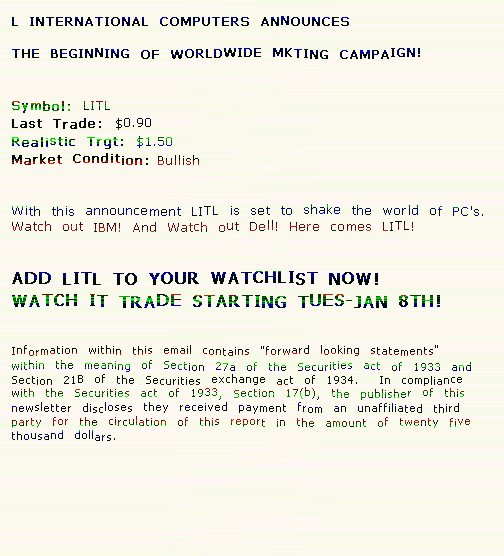 L INTERNATIONAL COMPUTERS ANNOUNCES
THE BEGINNING OF WORLDWIDE MKTING CAMPAIGN!
Symbol: LITL
Last Trade: $0.90
Realistic Trgt: $1.50
Market Condition: Bullish
With this announcement LITL is set to shake the world of PC's.
Watch out IBM! And Watch out Dell! Here comes LITL!
ADD LITL TO YOUR WATCHLIST NOW!
WATCH IT TRADE STARTING TUES-JAN 8TH!
Information within this email contains "forward looking statements"
within the meaning of Section 27a of the Securities act of 1933 and
Section 21B of the Securities exchange act of 1934. In compliance
with the Securities act of 1933, Section 17(b), the publisher of this
newsletter discloses they received payment from an unaffiliated third
party for the circulation of this report in the amount of twenty five
thousand dollars.